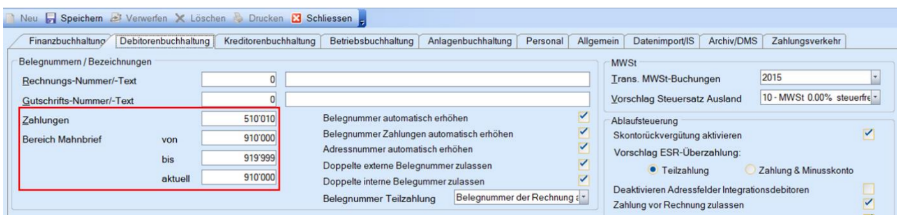 Neu Speichern Verwerfen Löschen Drucken Schliessen
Finanzbuchhaltung Debitorenbuchhaltung Kreditorenbuchhaltung Betriebsbuchhaltung Anlagenbuchhaltung Personal Allgemein Datenimport/IS Archiv/DMS Zahlungsverkehr
Belegnummern / Bezeichnungen
Rechnungs-Nummer/-Text 0
Gutschrifts-Nummer/-Text 0
Zahlungen 510'010
Bereich Mahnbrief von 910'000
bis 919'999
aktuell 910'000
Belegnummer automatisch erhöhen
Belegnummer Zahlungen automatisch erhöhen
Adressnummer automatisch erhöhen
Doppelte externe Belegnummer zulassen
Doppelte interne Belegummer zulassen
Belegnummer Teilzahlung Belegnummer der Rechnung a
MWSt
Trans. MWSt-Buchungen 2015
Vorschlag Steuersatz Ausland 10 - MWSt 0.00% steuerfre
Ablaufsteuerung
Skontorückvergütung aktivieren
Vorschlag ESR-Überzahlung:
Teilzahlung Zahlung & Minusskonto
Deaktivieren Adressfelder Integrationsdebitoren
Zahlung vor Rechnung zulassen